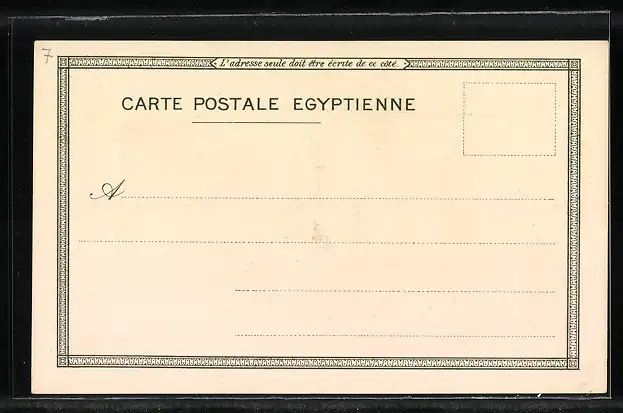 7
L'adresse seule doit être écrite de ce côté.
CARTE POSTALE EGYPTIENNE
A